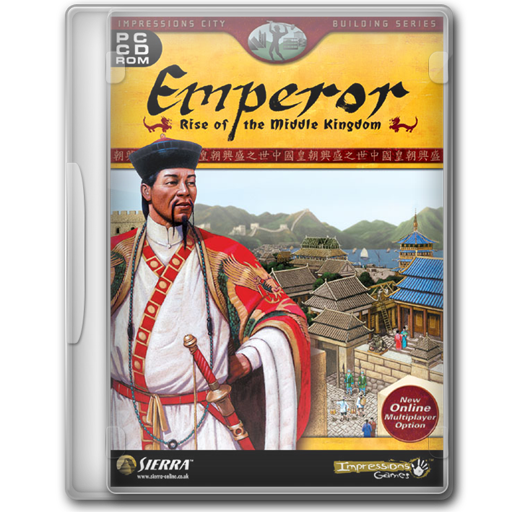 IMPRESSIONS CITY BUILDING SERIES
PC
CD
ROM
Emperor
Rise of the Middle Kingdom
朝興盛之世中國皇朝興盛之世中國皇朝興盛
New
Online
Multiplayer
Option
SIERRA
www.sierra-online.co.uk
Impressions
Games